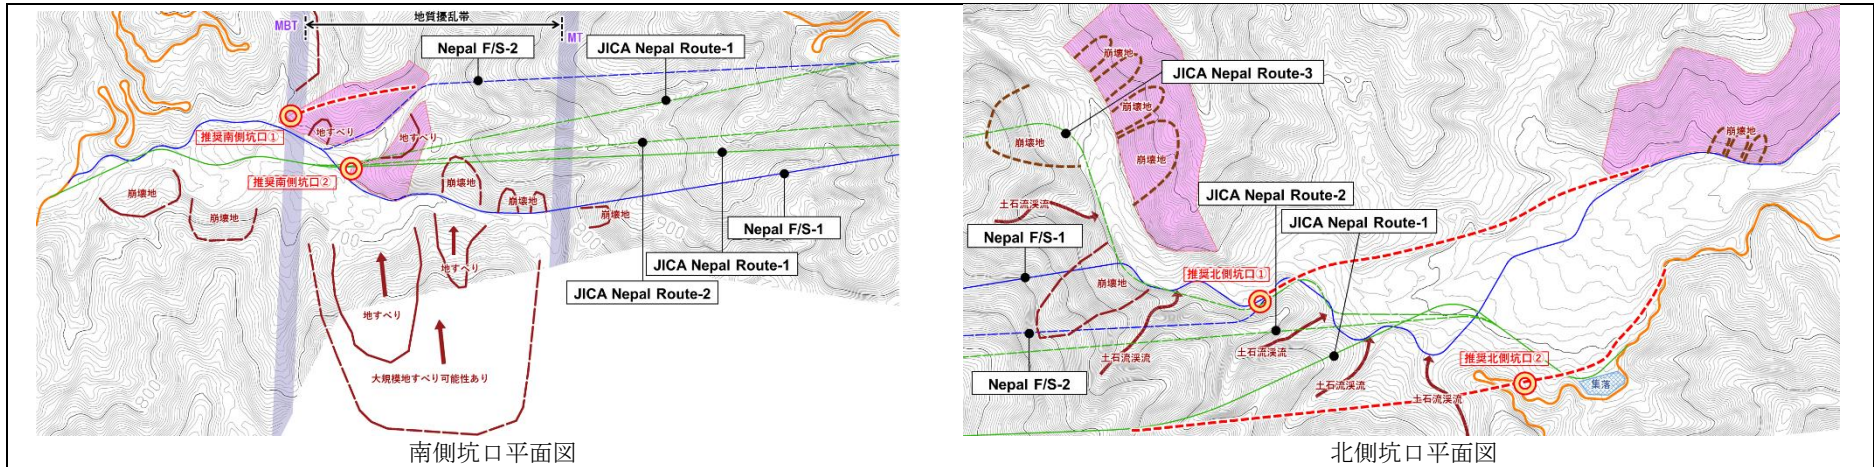 地質擾乱帯
MBT
MT
Nepal F/S-2
JICA Nepal Route-1
推奨南側坑口①
地すべり
地すべり
推奨南側坑口②
崩壊地
崩壊地
崩壊地
崩壊地
崩壊地
地すべり
地すべり
大規模地すべり可能性あり
Nepal F/S-1
JICA Nepal Route-1
JICA Nepal Route-2
800
1000
南側坑口平面図
崩壊地
JICA Nepal Route-3
崩壊地
崩壊地
崩壊地
崩壊地
JICA Nepal Route-2
土石流渓流
JICA Nepal Route-1
Nepal F/S-1
推奨北側坑口①
崩壊地
土石流渓流
土石流渓流
推奨北側坑口②
Nepal F/S-2
集落
土石流渓流
北側坑口平面図